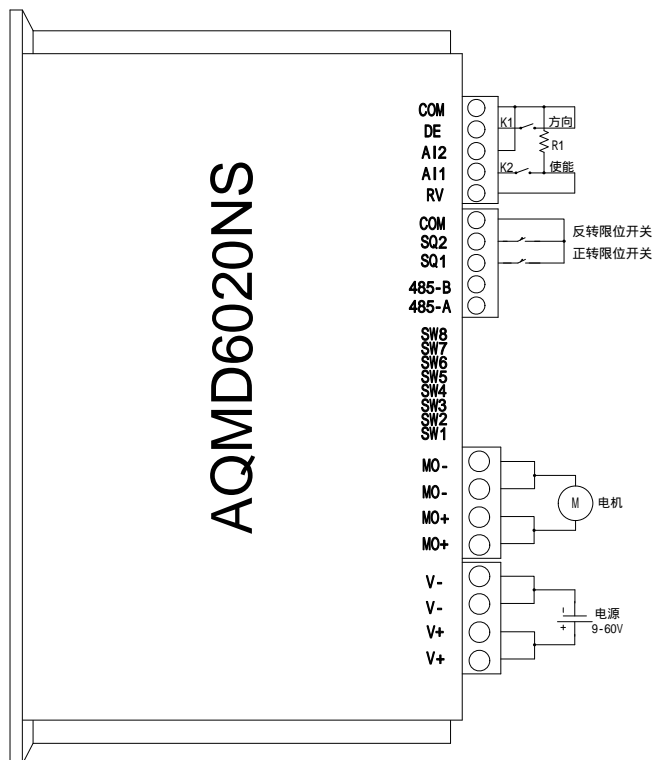 AQMD6020NS
COM
DE
AI2
AI1
RV
K1
方向
R1
K2
使能
COM
SQ2
SQ1
485-B
485-A
反转限位开关
正转限位开关
SW8
SW7
SW6
SW5
SW4
SW3
SW2
SW1
MO-
MO-
MO+
MO+
M
电机
V-
V-
V+
V+
-
+
电源
9-60V